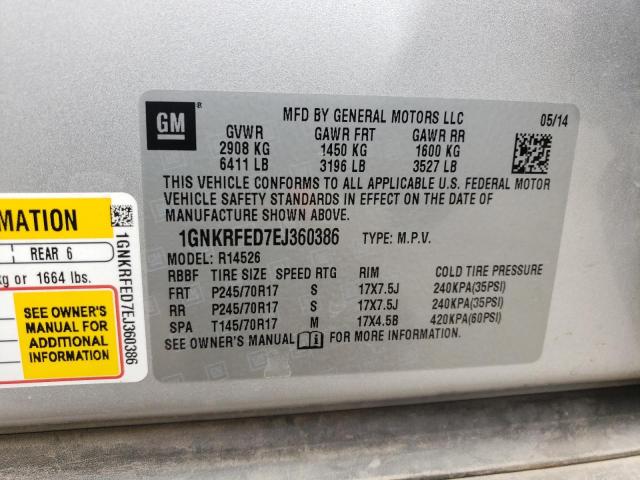 GM ®
MFD BY GENERAL MOTORS LLC 05/14
GVWR GAWR FRT GAWR RR
2908 KG 1450 KG 1600 KG
6411 LB 3196 LB 3527 LB
THIS VEHICLE CONFORMS TO ALL APPLICABLE U.S. FEDERAL MOTOR
VEHICLE SAFETY STANDARDS IN EFFECT ON THE DATE OF
MANUFACTURE SHOWN ABOVE.
1GNKRFED7EJ360386 TYPE: M.P.V.
MODEL: R14526
RBBF TIRE SIZE SPEED RTG RIM COLD TIRE PRESSURE
FRT P245/70R17 S 17X7.5J 240KPA(35PSI)
RR P245/70R17 S 17X7.5J 240KPA(35PSI)
SPA T145/70R17 M 17X4.5B 420KPA(60PSI)
SEE OWNER'S MANUAL FOR MORE INFORMATION.
MATION
REAR 6
kg or 1664 lbs.
SEE OWNER'S
MANUAL FOR
ADDITIONAL
INFORMATION
1GNKRFED7EJ360386